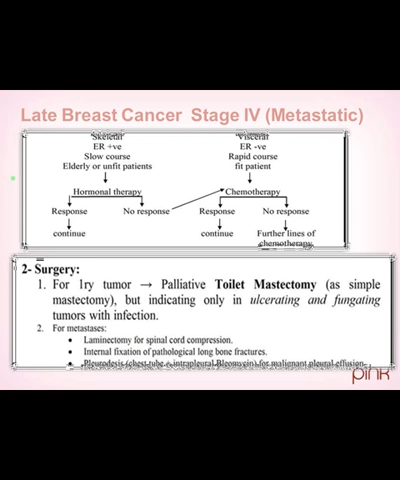 Late Breast Cancer Stage IV (Metastatic)
Skeletal Visceral
ER +ve ER -ve
Slow course Rapid course
Elderly or unfit patients fit patient
Hormonal therapy Chemotherapy
Response No response Response No response
continue continue Further lines of
chemotherapy
2- Surgery:
1. For 1ry tumor → Palliative Toilet Mastectomy (as simple
mastectomy), but indicating only in ulcerating and fungating
tumors with infection.
2. For metastases:
• Laminectomy for spinal cord compression.
• Internal fixation of pathological long bone fractures.
• Pleurodesis (chest tube + intrapleural Bleomycin) for malignant pleural effusion.
pink